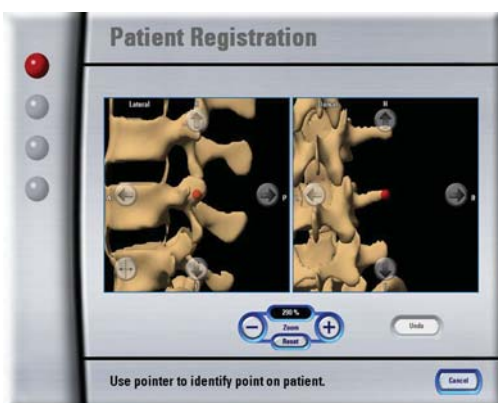 Patient Registration
Lateral
H
A
P
R
290 %
Zoom
Reset
Undo
Use pointer to identify point on patient.
Cancel